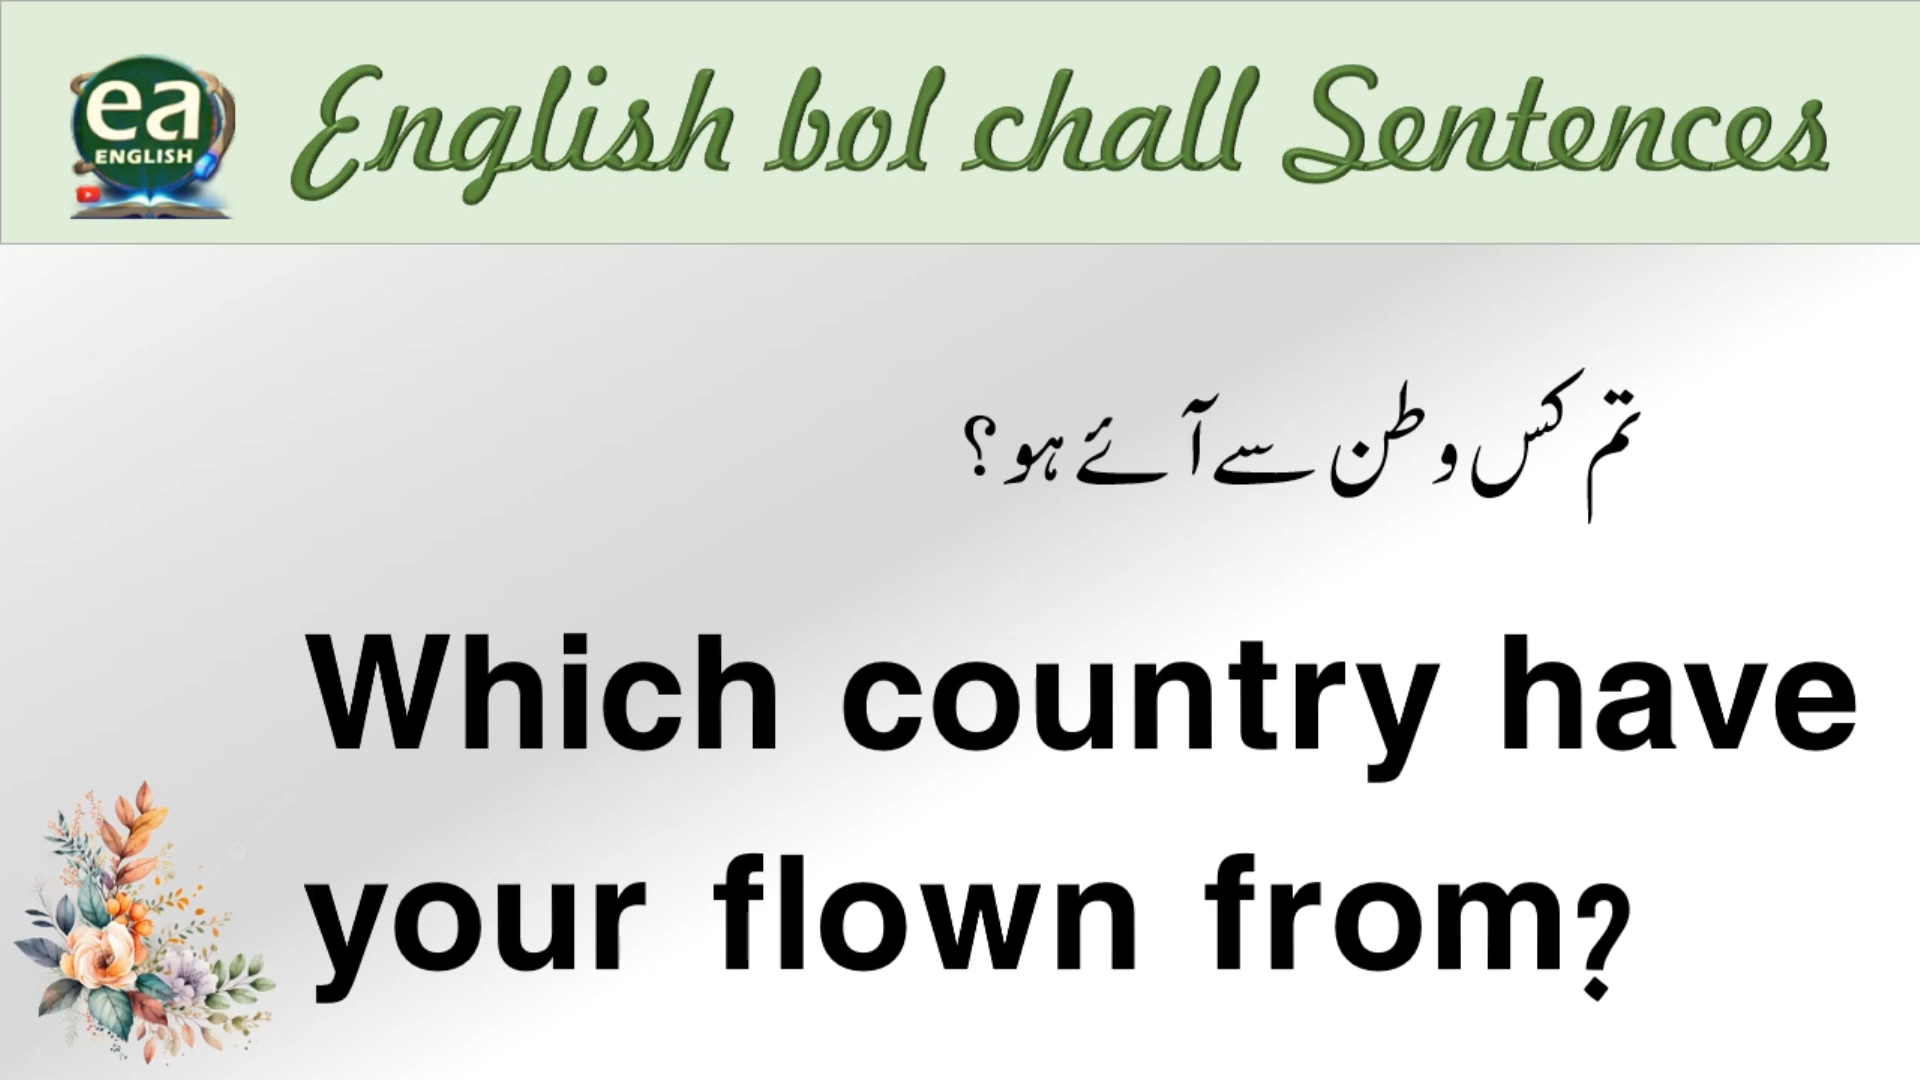 ea
ENGLISH
English bol chall Sentences
تم کس وطن سے آئے ہو؟
Which country have
your flown from?